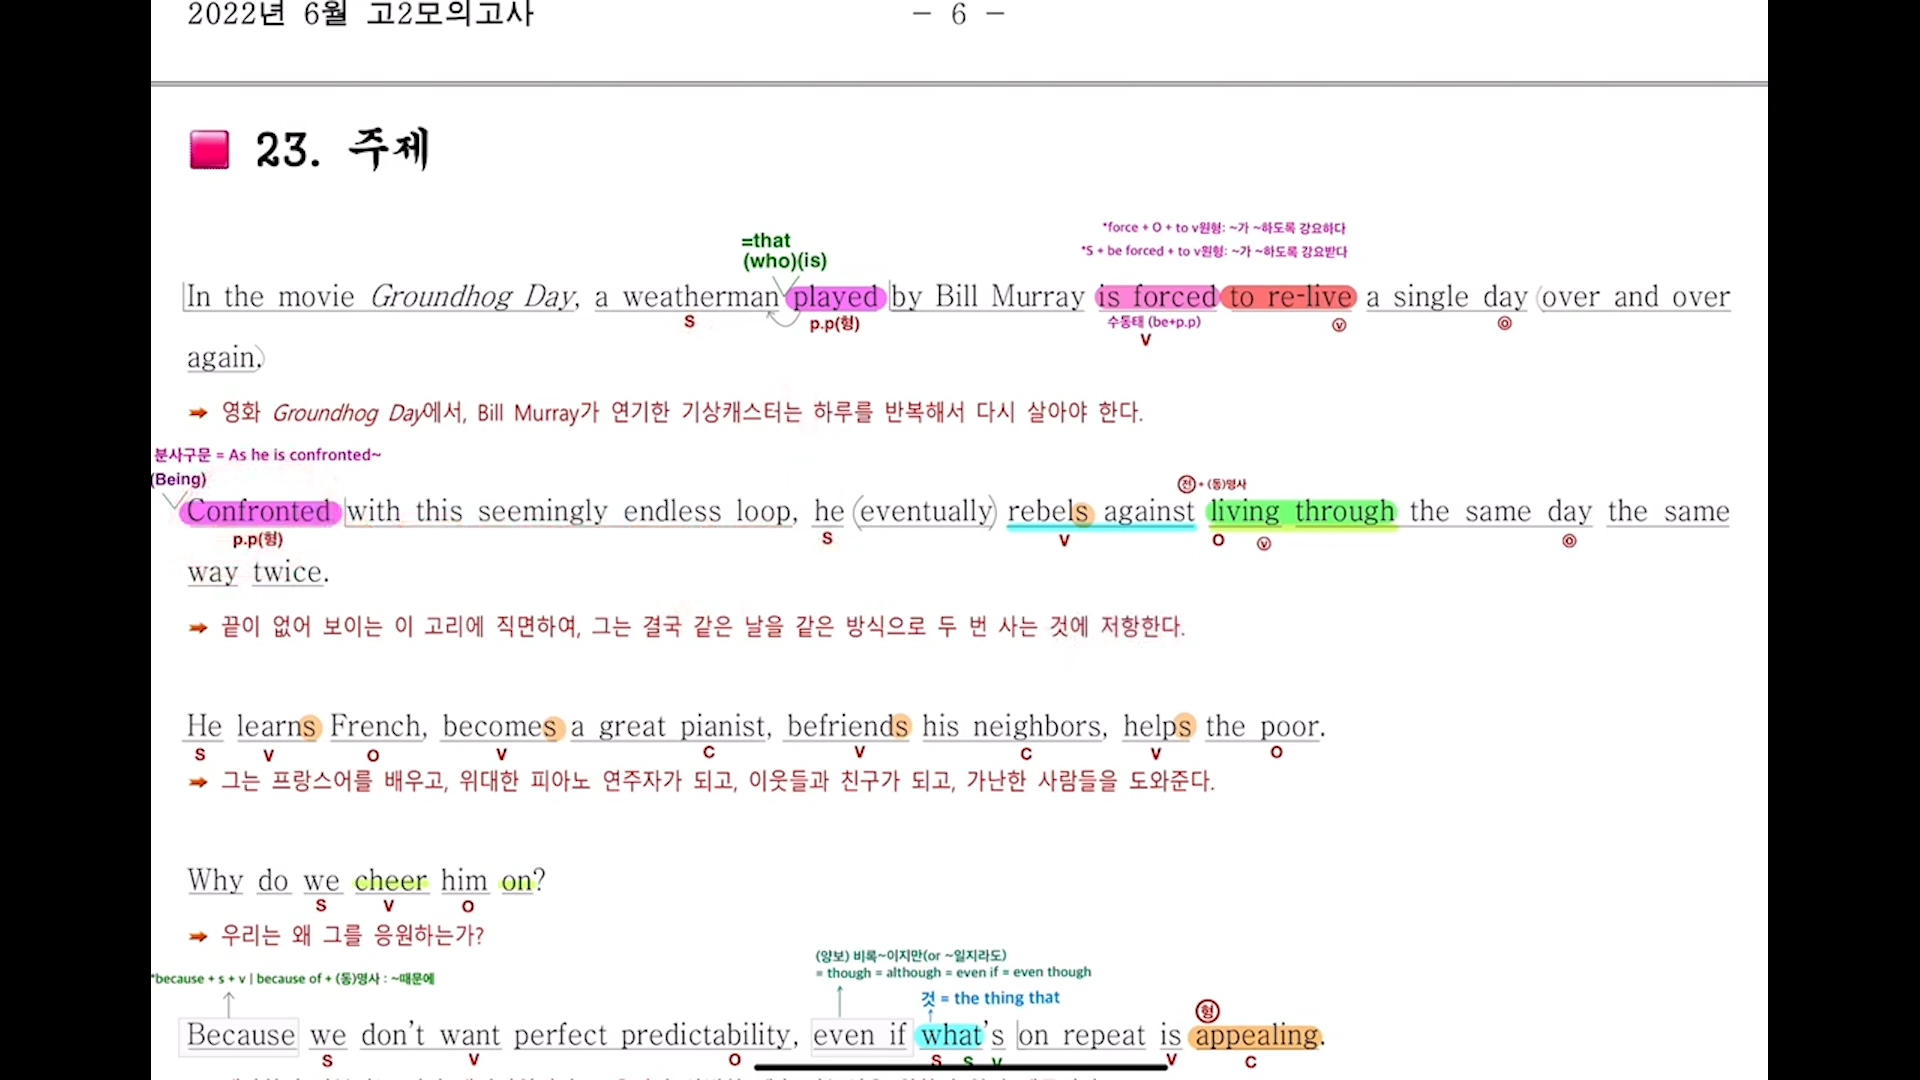 2022년 6월 고2모의고사 - 6 -
23. 주제
*force + O + to v원형: ~가 ~하도록 강요하다
=that
*S + be forced + to v원형: ~가 ~하도록 강요받다
(who)(is)
In the movie Groundhog Day, a weatherman played by Bill Murray is forced to re-live a single day (over and over
S p.p(형) 수동태 (be+p.p) ⓥ ⓞ
V
again.)
➡ 영화 Groundhog Day에서, Bill Murray가 연기한 기상캐스터는 하루를 반복해서 다시 살아야 한다.
분사구문 = As he is confronted~
(Being) 전 + (동)명사
Confronted with this seemingly endless loop, he (eventually) rebels against living through the same day the same
p.p(형) S V O ⓥ ⓞ
way twice.
➡ 끝이 없어 보이는 이 고리에 직면하여, 그는 결국 같은 날을 같은 방식으로 두 번 사는 것에 저항한다.
He learns French, becomes a great pianist, befriends his neighbors, helps the poor.
S V O V C V C V O
➡ 그는 프랑스어를 배우고, 위대한 피아노 연주자가 되고, 이웃들과 친구가 되고, 가난한 사람들을 도와준다.
Why do we cheer him on?
S V O
➡ 우리는 왜 그를 응원하는가?
(양보) 비록~이지만(or ~일지라도)
*because + s + v | because of + (동)명사 : ~때문에 = though = although = even if = even though
것 = the thing that
형
Because we don't want perfect predictability, even if what's on repeat is appealing.
S V O S S V V C